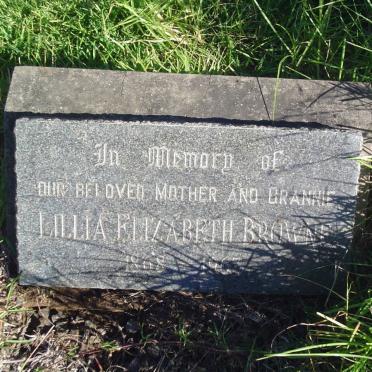 In Memory of
OUR BELOVED MOTHER AND GRANNIE
LILLIA ELIZABETH BROWNE